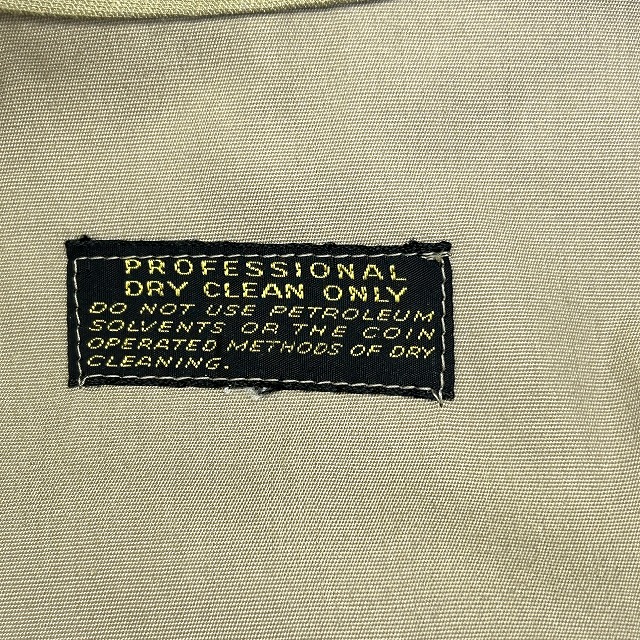 PROFESSIONAL
DRY CLEAN ONLY
DO NOT USE PETROLEUM
SOLVENTS OR THE COIN
OPERATED METHODS OF DRY
CLEANING.